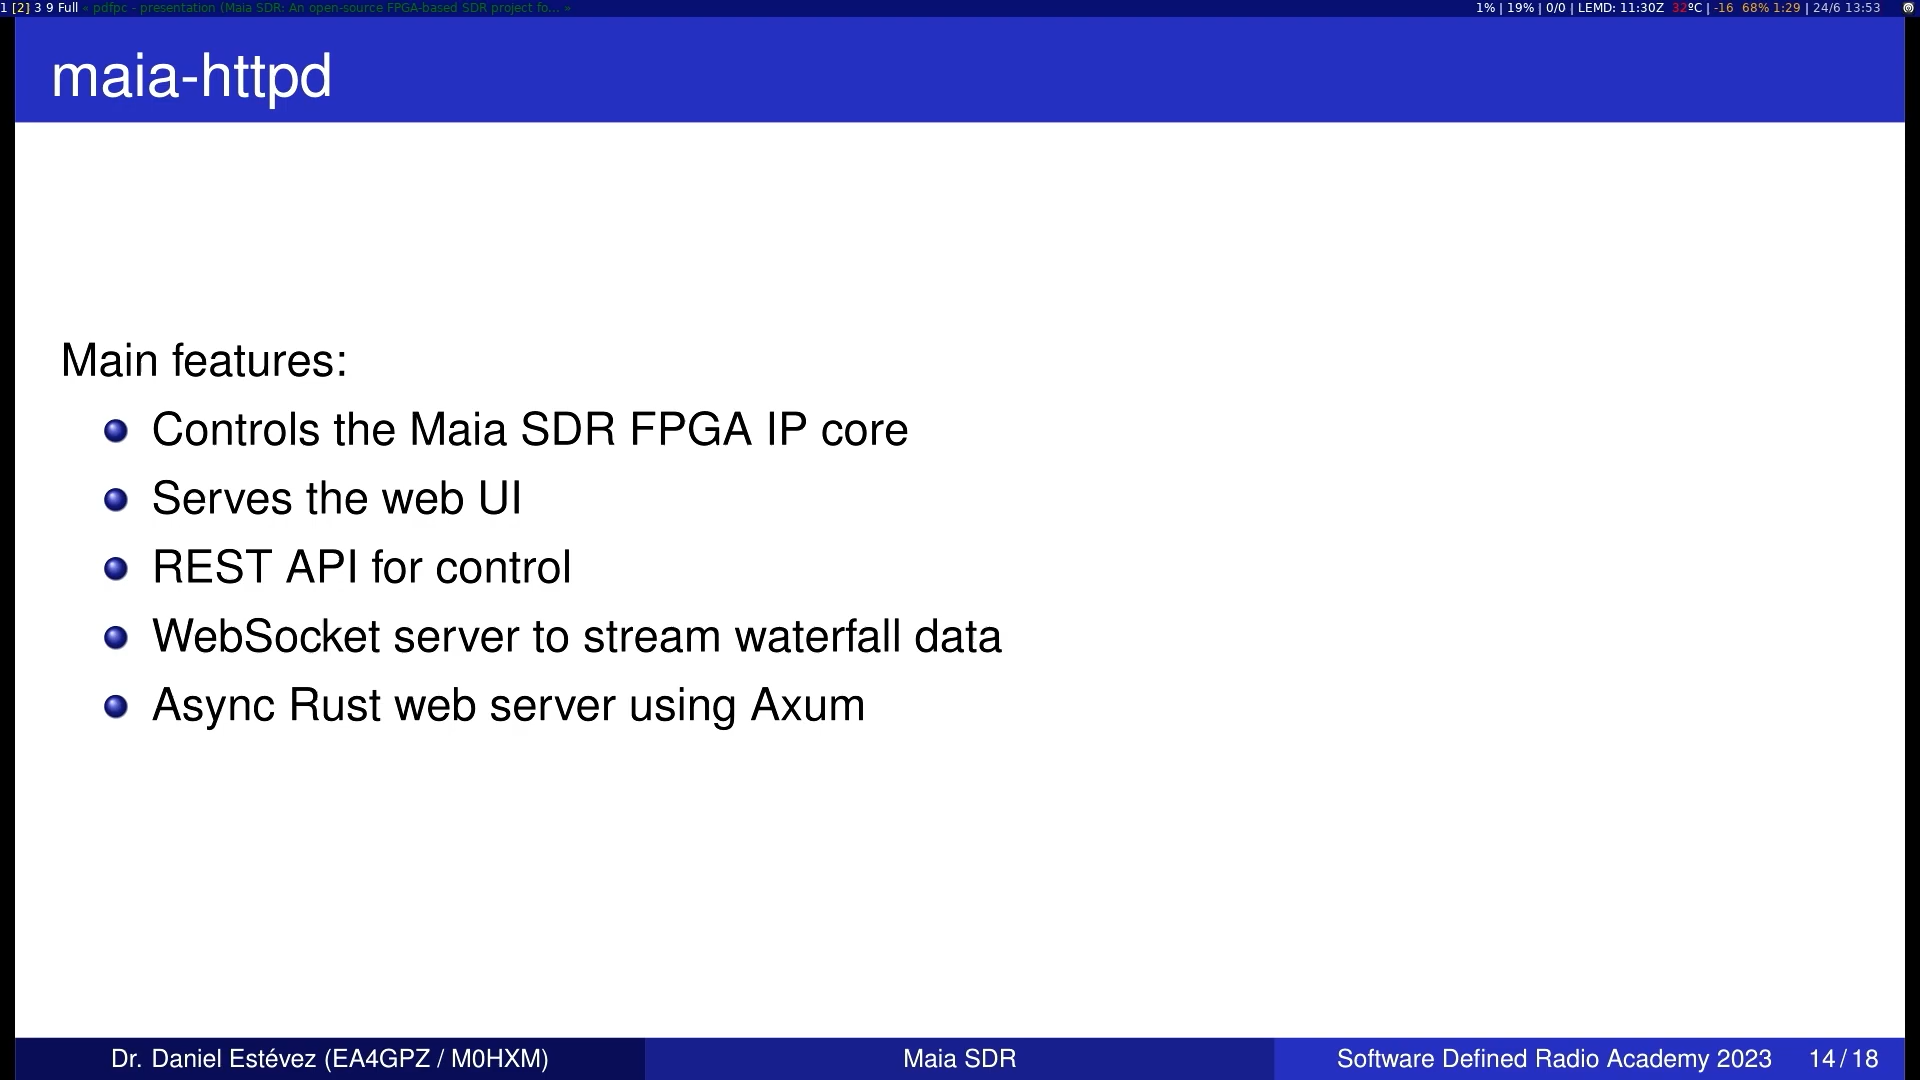 1 [2] 3 9 Full « pdfpc - presentation (Maia SDR: An open-source FPGA-based SDR project fo... » 1% | 19% | 0/0 | LEMD: 11:30Z 32ºC | -16 68% 1:29 | 24/6 13:53
maia-httpd
Main features:
Controls the Maia SDR FPGA IP core
Serves the web UI
REST API for control
WebSocket server to stream waterfall data
Async Rust web server using Axum
Dr. Daniel Estévez (EA4GPZ / M0HXM) Maia SDR Software Defined Radio Academy 2023 14 / 18